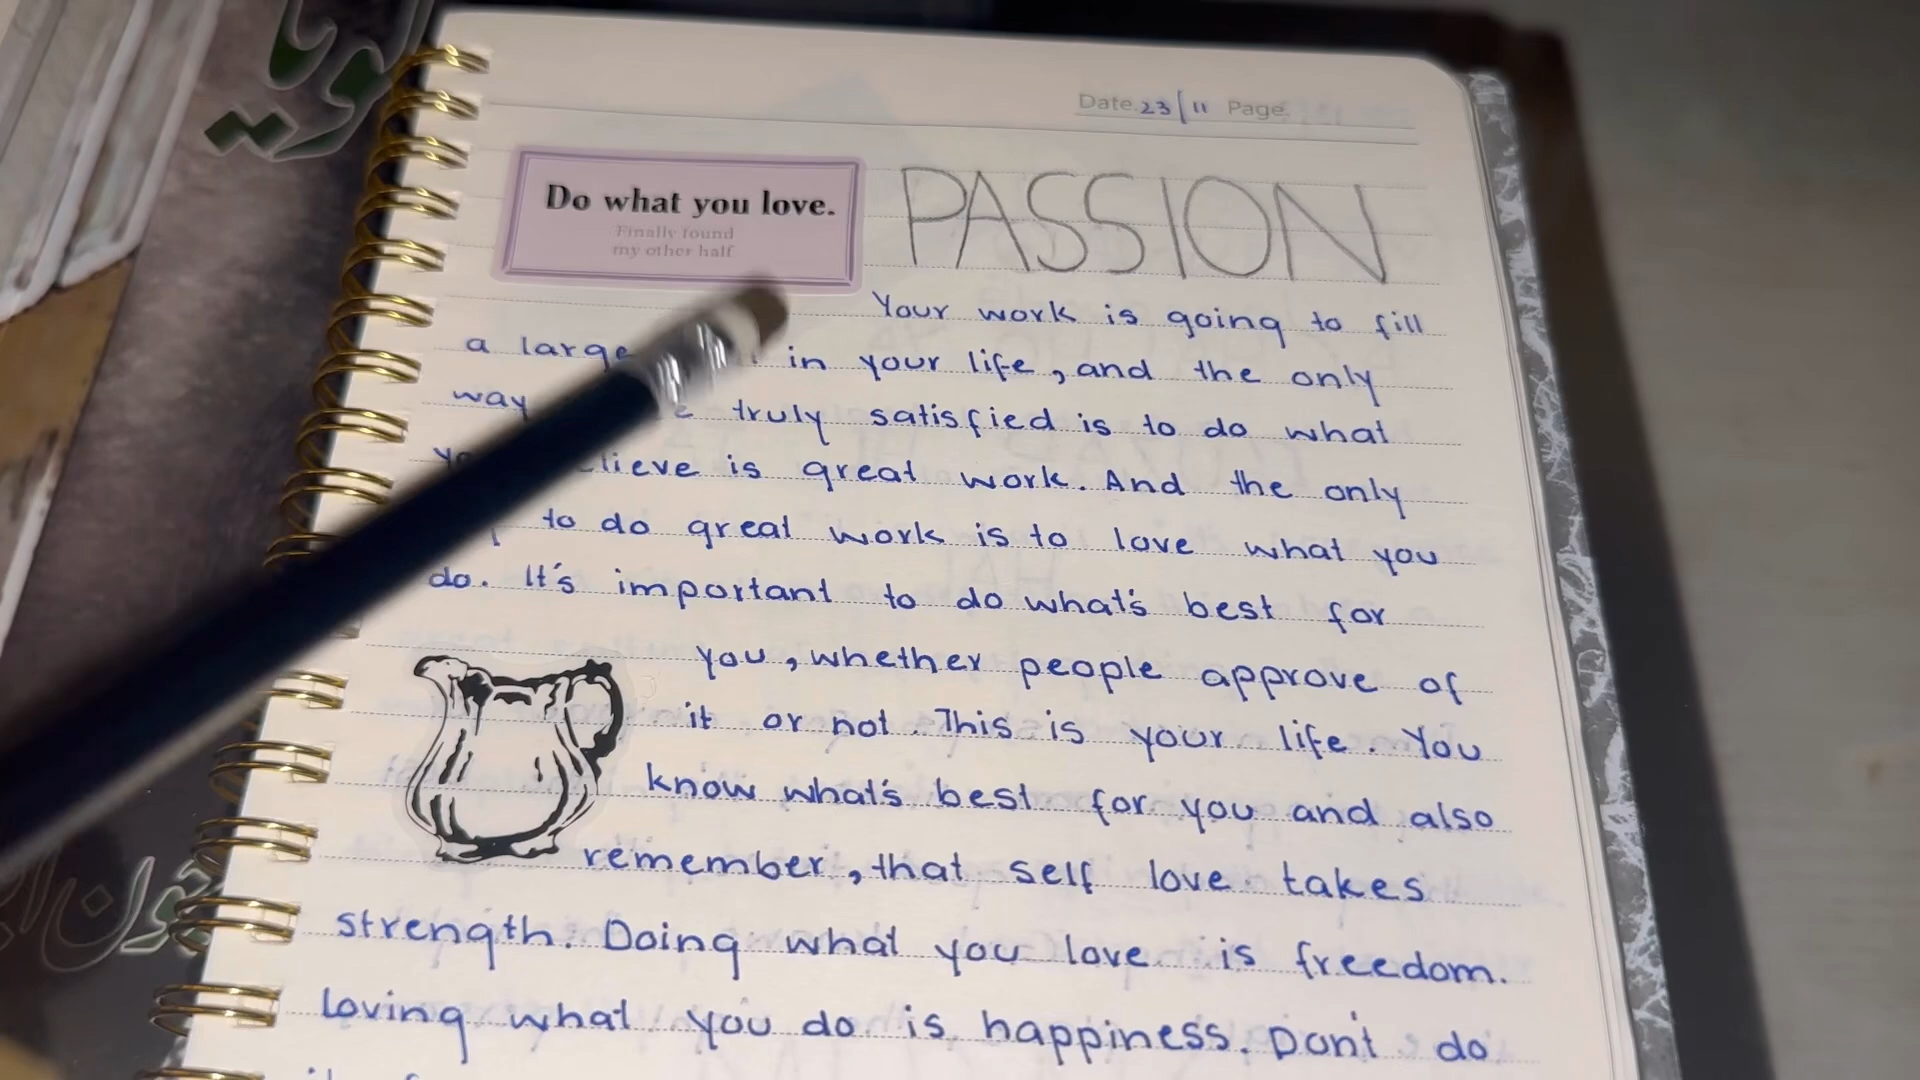 لوبيا
Date. 23/11 Page.
Do what you love.
Finally found
my other half
PASSION
Your work is going to fill
a large in your life, and the only
way truly satisfied is to do what
is great work. And the only
to do great work is to love what you
do. It's important to do what's best for
you, whether people approve of
it or not. This is your life. You
know what's best for you and also
remember, that self love takes
strength. Doing what you love is freedom.
Loving what you do is happiness. Don't do